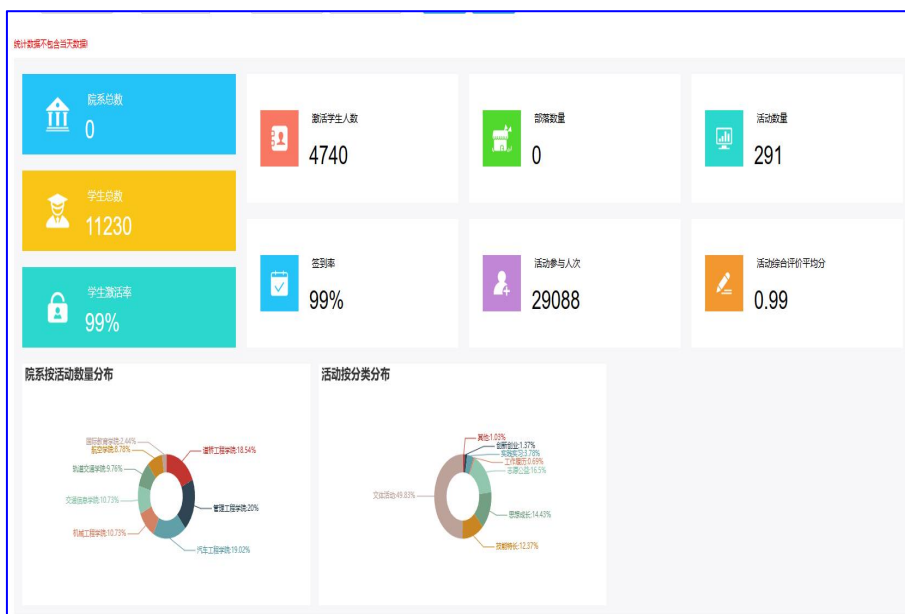 统计数据不包含当天数据!
院系总数
0
学生总数
11230
学生激活率
99%
激活学生人数
4740
部落数量
0
活动数量
291
签到率
99%
活动参与人次
29088
活动综合评价平均分
0.99
院系按活动数量分布
国际教育学院:2.44%
航空学院:8.78%
轨道交通学院:9.76%
交通信息学院:10.73%
机械工程学院:10.73%
道桥工程学院:18.54%
管理工程学院:20%
汽车工程学院:19.02%
活动按分类分布
其他:1.03%
创新创业:1.37%
实践实习:3.78%
工作履历:0.69%
志愿公益:16.5%
文体活动:49.83%
思想成长:14.43%
技能特长:12.37%